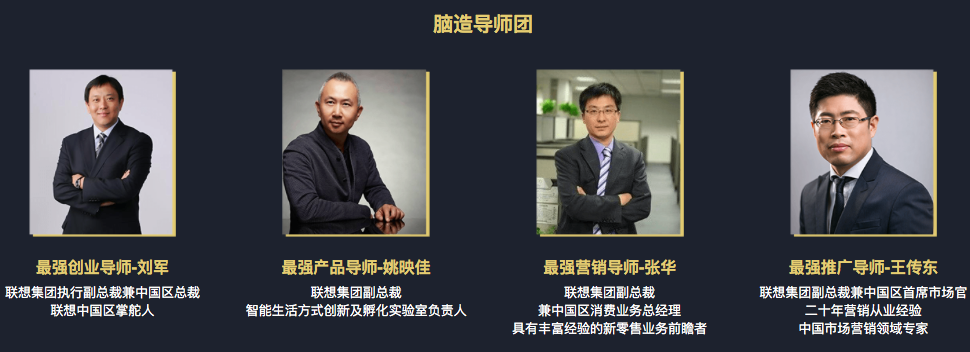 脑造导师团
最强创业导师-刘军
联想集团执行副总裁兼中国区总裁
联想中国区掌舵人
最强产品导师-姚映佳
联想集团副总裁
智能生活方式创新及孵化实验室负责人
最强营销导师-张华
联想集团副总裁
兼中国区消费业务总经理
具有丰富经验的新零售业务前瞻者
最强推广导师-王传东
联想集团副总裁兼中国区首席市场官
二十年营销从业经验
中国市场营销领域专家